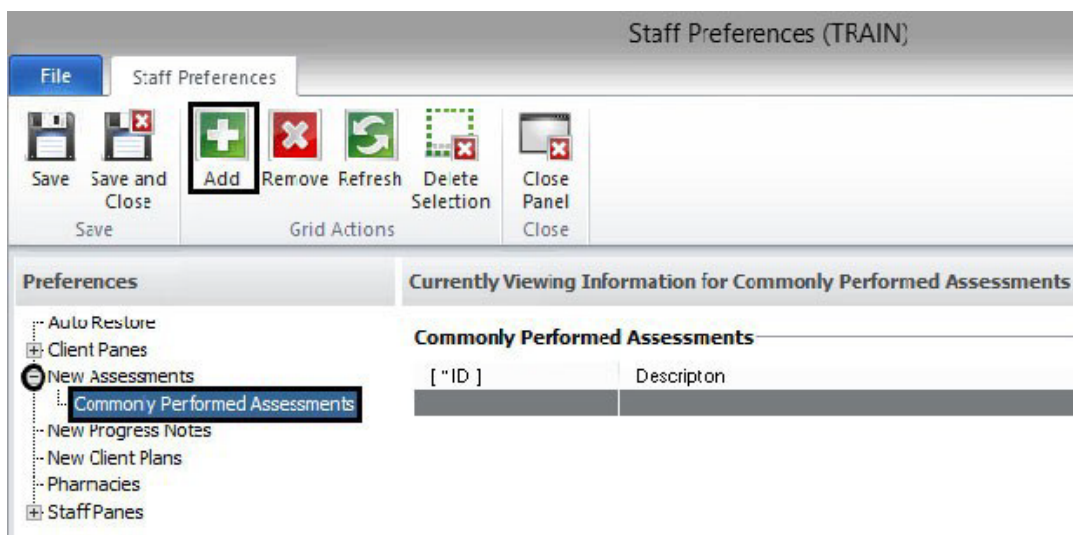 Staff Preferences (TRAIN)
File Staff Preferences
Save Save and Close Add Remove Refresh Delete Selection Close Panel
Save Grid Actions Close
Preferences Currently Viewing Information for Commonly Performed Assessments
Auto Restore
Client Panes
New Assessments
Commonly Performed Assessments
New Progress Notes
New Client Plans
Pharmacies
Staff Panes
Commonly Performed Assessments
[ *ID ] Descripton